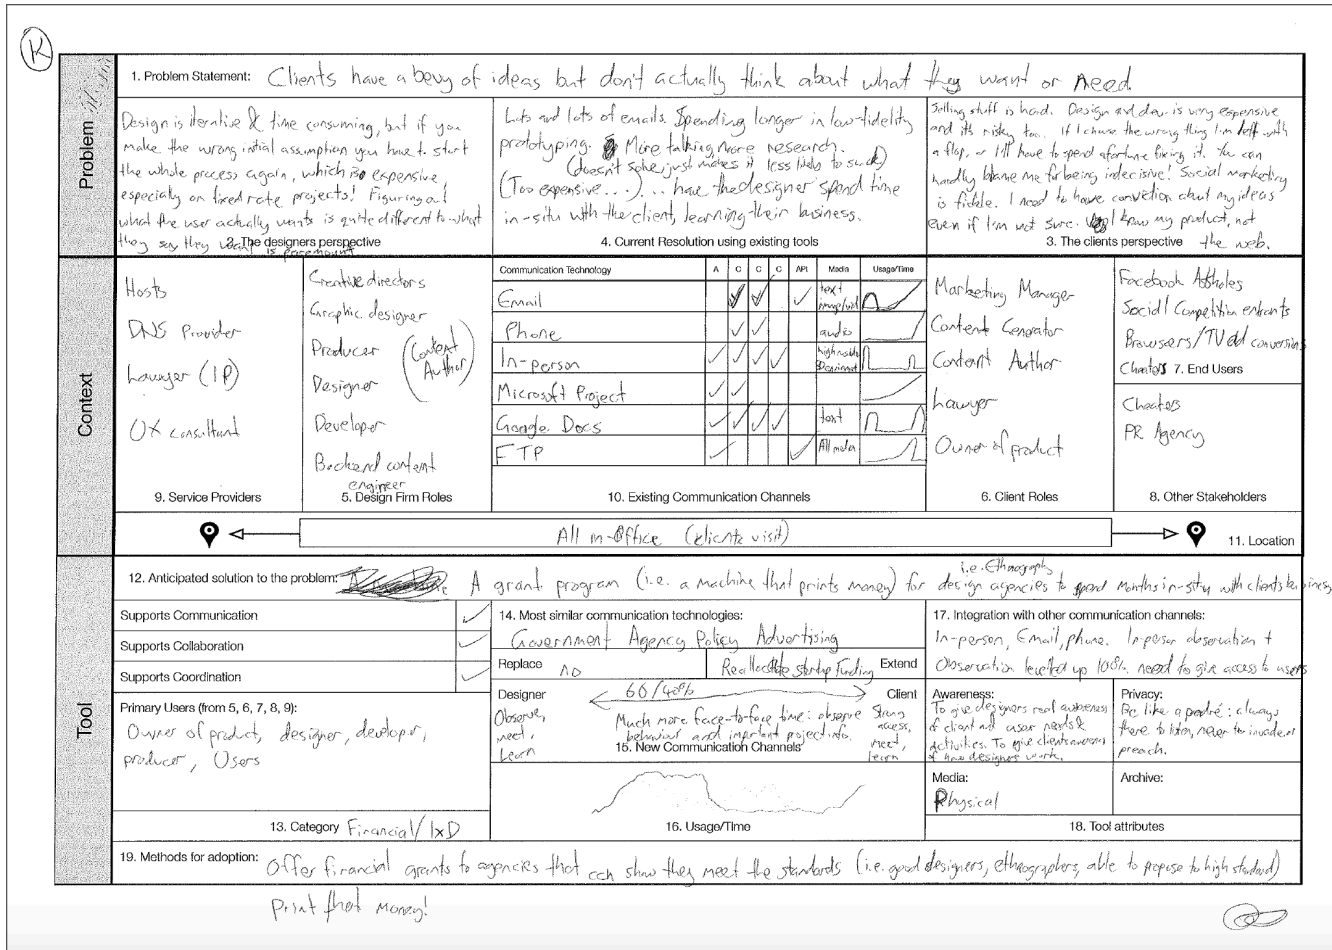 K
Problem
1. Problem Statement: Clients have a bevy of ideas but don't actually think about what they want or need
Design is iterative & time consuming, but if you
make the wrong initial assumption you have to start
the whole process again, which is expensive,
especially on fixed rate projects! Figuring out
what the user actually wants is quite different to what
they say they want is paramount
2. The designers perspective
Lots and lots of emails. Spending longer in low-fidelity
prototyping. More talking more research.
(doesn't solve, just makes it less likely to suck)
(Too expensive....).. have the designer spend time
in-situ with the client, learning their business.
4. Current Resolution using existing tools
Selling stuff is hard. Design and dev. is very expensive
and its risky too. If I chose the wrong thing I'm left with
a flop, or I'll have to spend a fortune fixing it. You can
hardly blame me for being indecisive! Social marketing
is fickle. I need to have conviction about my ideas
even if I'm not sure. I know my product, not
the web.
3. The clients perspective
Context
Hosts
DNS Provider
Lawyer (IP)
UX consultant
9. Service Providers
Creative directors
Graphic designer
Producer
(Content Author)
Designer
Developer
Backend content
engineer
5. Design Firm Roles
Communication Technology A C C C API Media Usage/Time
Email ✓ ✓ ✓ text
Phone ✓ ✓ audio
In-person ✓ ✓ ✓ ✓
Microsoft Project ✓ ✓
Google Docs ✓ ✓ ✓ ✓ text
FTP ✓ ✓ All media
10. Existing Communication Channels
Marketing Manager
Content Generator
Content Author
Lawyer
Owner of product
6. Client Roles
Facebook Assholes
Social/Competition entrants
Browsers/TV ad conversions
Cheaters 7. End Users
Cheaters
PR Agency
8. Other Stakeholders
All in-Office (clients visit)
11. Location
Tool
12. Anticipated solution to the problem: A grant program (i.e. a machine that prints money) for design agencies to spend months in-situ with clients business
i.e. Ethnography
Supports Communication ✓
Supports Collaboration ✓
Supports Coordination ✓
Primary Users (from 5, 6, 7, 8, 9):
Owner of product, designer, developer,
producer, Users
13. Category Financial/IxD
14. Most similar communication technologies:
Government Agency Policy Advertising
Replace NO
Reallocate startup funding Extend
Designer 60/40% Client
Observe,
meet,
learn
Much more face-to-face time: observe
behaviour and important project info.
Strong
access,
meet,
learn
15. New Communication Channels
16. Usage/Time
17. Integration with other communication channels:
In-person, Email, phone. In-person observation +
Observation levelled up 100%. need to give access to users
Awareness:
To give designers real awareness
of client and user needs &
activities. To give clients awareness
of how designers work.
Privacy:
Be like a padré: always
there to listen, never to invade or
preach.
Media:
Physical
Archive:
18. Tool attributes
19. Methods for adoption: Offer financial grants to agencies that can show they meet the standards (i.e. good designers, ethnographers, able to propose to high standard)
Print that money!